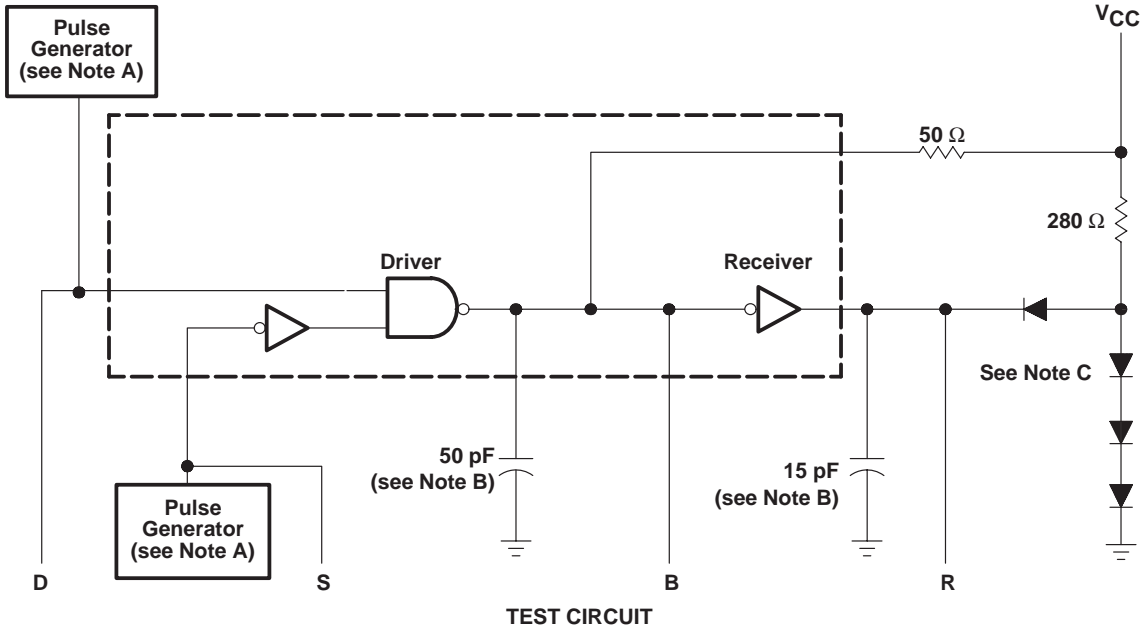 Pulse
Generator
(see Note A)
VCC
50 Ω
280 Ω
Driver
Receiver
See Note C
50 pF
(see Note B)
15 pF
(see Note B)
Pulse
Generator
(see Note A)
D
S
B
R
TEST CIRCUIT